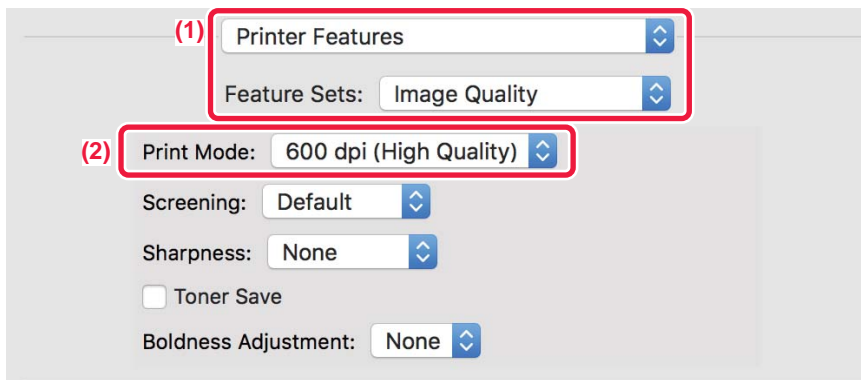 (1) Printer Features
Feature Sets: Image Quality
(2) Print Mode: 600 dpi (High Quality)
Screening: Default
Sharpness: None
Toner Save
Boldness Adjustment: None